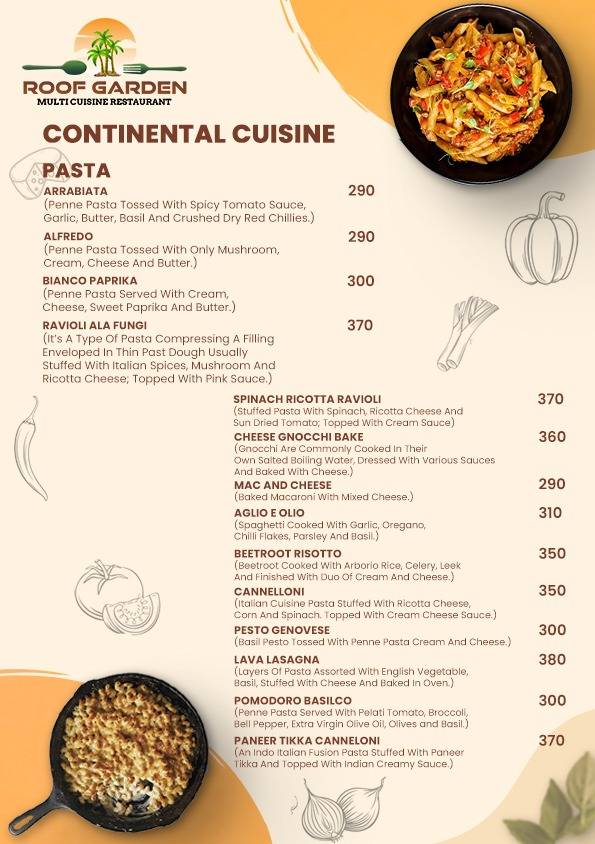 ROOF GARDEN
MULTI CUISINE RESTAURANT
CONTINENTAL CUISINE
PASTA
ARRABIATA 290
(Penne Pasta Tossed With Spicy Tomato Sauce,
Garlic, Butter, Basil And Crushed Dry Red Chillies.)
ALFREDO 290
(Penne Pasta Tossed With Only Mushroom,
Cream, Cheese And Butter.)
BIANCO PAPRIKA 300
(Penne Pasta Served With Cream,
Cheese, Sweet Paprika And Butter.)
RAVIOLI ALA FUNGI 370
(It's A Type Of Pasta Compressing A Filling
Enveloped In Thin Past Dough Usually
Stuffed With Italian Spices, Mushroom And
Ricotta Cheese; Topped With Pink Sauce.)
SPINACH RICOTTA RAVIOLI 370
(Stuffed Pasta With Spinach, Ricotta Cheese And
Sun Dried Tomato; Topped With Cream Sauce)
CHEESE GNOCCHI BAKE 360
(Gnocchi Are Commonly Cooked In Their
Own Salted Boiling Water, Dressed With Various Sauces
And Baked With Cheese.)
MAC AND CHEESE 290
(Baked Macaroni With Mixed Cheese.)
AGLIO E OLIO 310
(Spaghetti Cooked With Garlic, Oregano,
Chilli Flakes, Parsley And Basil.)
BEETROOT RISOTTO 350
(Beetroot Cooked With Arborio Rice, Celery, Leek
And Finished With Duo Of Cream And Cheese.)
CANNELLONI 350
(Italian Cuisine Pasta Stuffed With Ricotta Cheese,
Corn And Spinach. Topped With Cream Cheese Sauce.)
PESTO GENOVESE 300
(Basil Pesto Tossed With Penne Pasta Cream And Cheese.)
LAVA LASAGNA 380
(Layers Of Pasta Assorted With English Vegetable,
Basil, Stuffed With Cheese And Baked In Oven.)
POMODORO BASILCO 300
(Penne Pasta Served With Pelati Tomato, Broccoli,
Bell Pepper, Extra Virgin Olive Oil, Olives and Basil.)
PANEER TIKKA CANNELONI 370
(An Indo Italian Fusion Pasta Stuffed With Paneer
Tikka And Topped With Indian Creamy Sauce.)